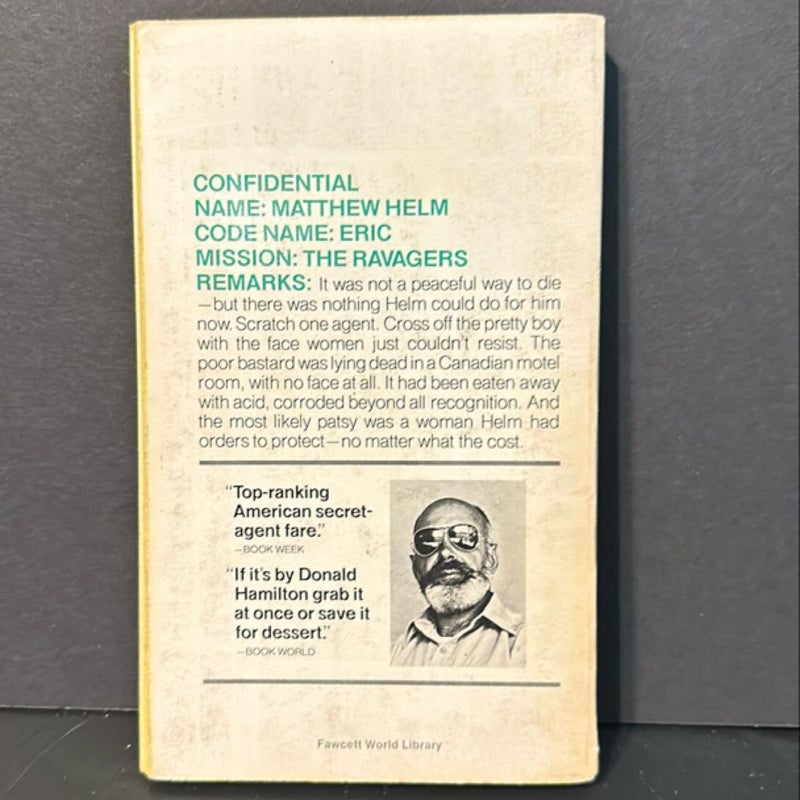 CONFIDENTIAL
NAME: MATTHEW HELM
CODE NAME: ERIC
MISSION: THE RAVAGERS
REMARKS: It was not a peaceful way to die
—but there was nothing Helm could do for him
now. Scratch one agent. Cross off the pretty boy
with the face women just couldn't resist. The
poor bastard was lying dead in a Canadian motel
room, with no face at all. It had been eaten away
with acid, corroded beyond all recognition. And
the most likely patsy was a woman Helm had
orders to protect—no matter what the cost.
"Top-ranking
American secret-
agent fare."
—BOOK WEEK
"If it's by Donald
Hamilton grab it
at once or save it
for dessert."
—BOOK WORLD
Fawcett World Library